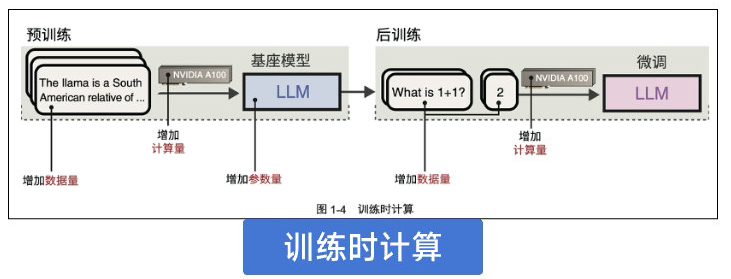 预训练
后训练
基座模型
微调
The llama is a South
American relative of ...
NVIDIA A100
LLM
What is 1+1?
2
NVIDIA A100
LLM
增加
计算量
增加
计算量
增加数据量
增加参数量
增加数据量
图 1-4 训练时计算
训练时计算